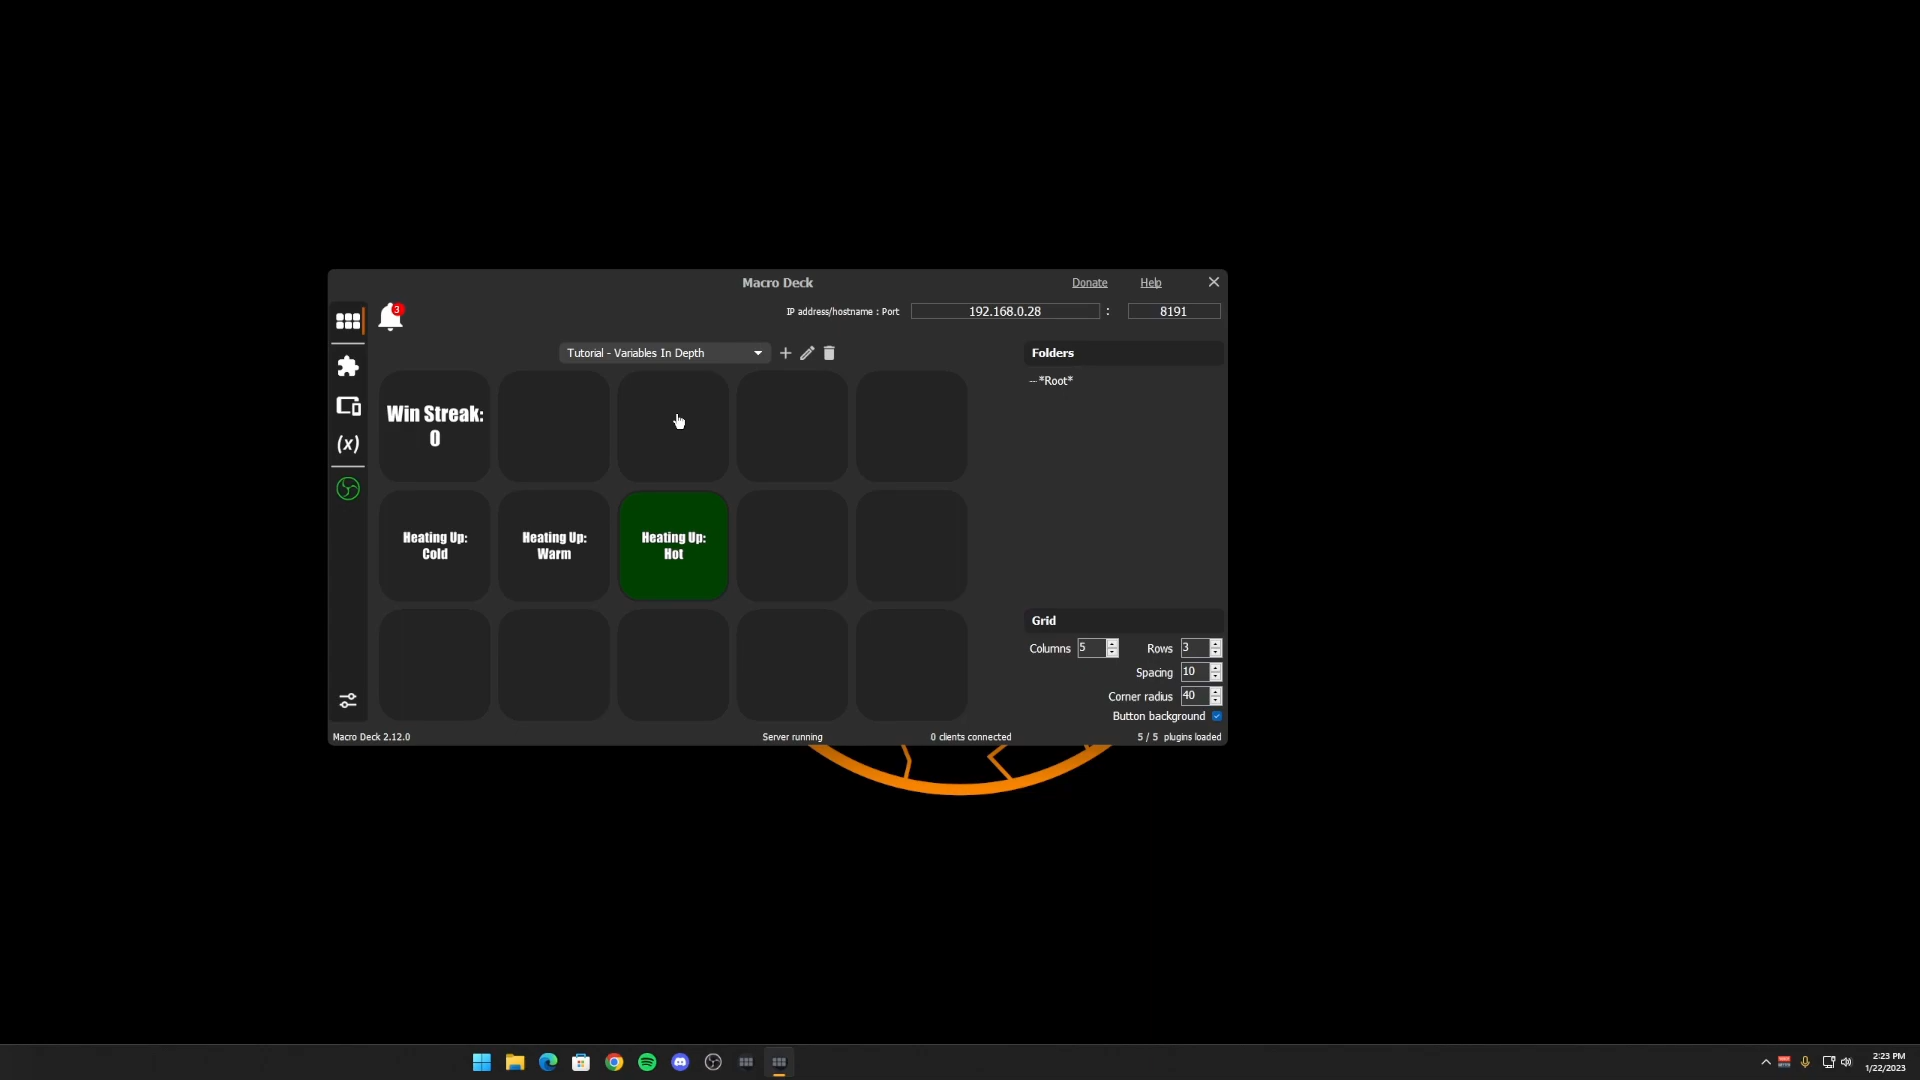 Macro Deck
Donate
Help
3
IP address/hostname : Port
192.168.0.28
:
8191
Tutorial - Variables In Depth
Folders
*Root*
Win Streak:
0
(x)
Heating Up:
Cold
Heating Up:
Warm
Heating Up:
Hot
Grid
Columns 5 Rows 3
Spacing 10
Corner radius 40
Button background
Macro Deck 2.12.0
Server running
0 clients connected
5 / 5 plugins loaded
2:23 PM
1/22/2023